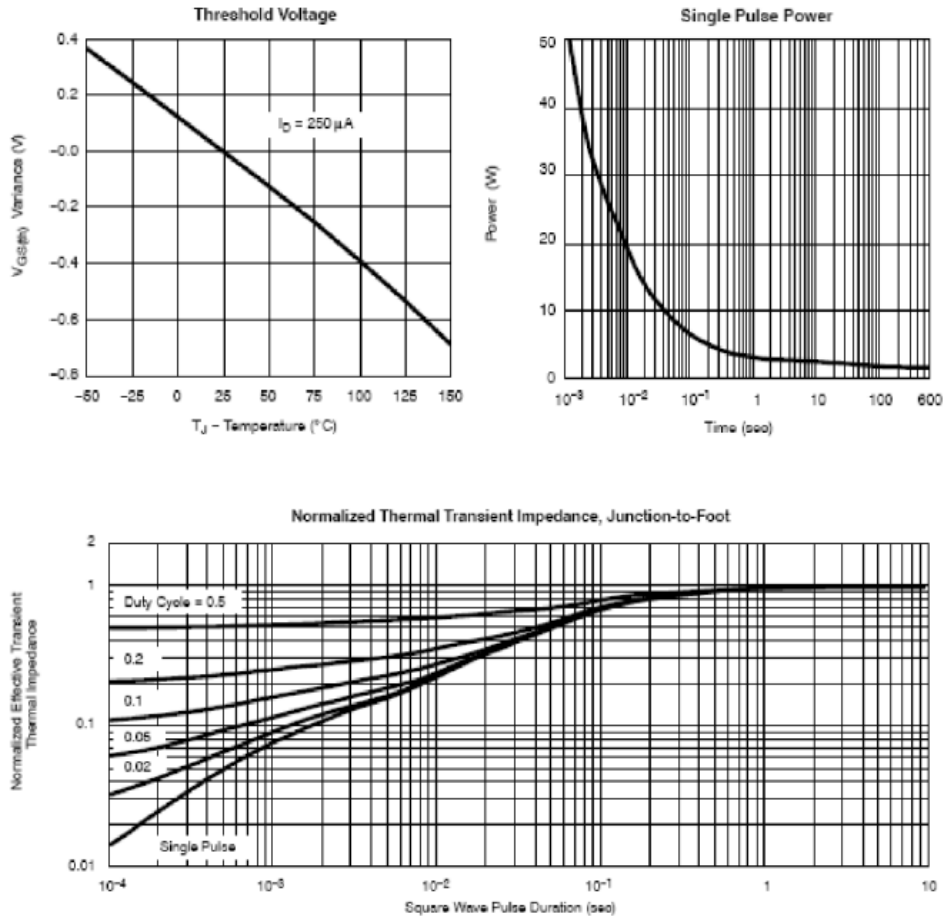 Threshold Voltage
0.4
0.2
–0.0
–0.2
–0.4
–0.6
–0.8
VGS(th) Variance (V)
ID = 250 µA
–50 –25 0 25 50 75 100 125 150
TJ – Temperature (°C)
Single Pulse Power
50
40
30
20
10
0
Power (W)
10–3 10–2 10–1 1 10 100 600
Time (sec)
Normalized Thermal Transient Impedance, Junction-to-Foot
2
1
0.1
0.01
Normalized Effective Transient
Thermal Impedance
Duty Cycle = 0.5
0.2
0.1
0.05
0.02
Single Pulse
10–4 10–3 10–2 10–1 1 10
Square Wave Pulse Duration (sec)